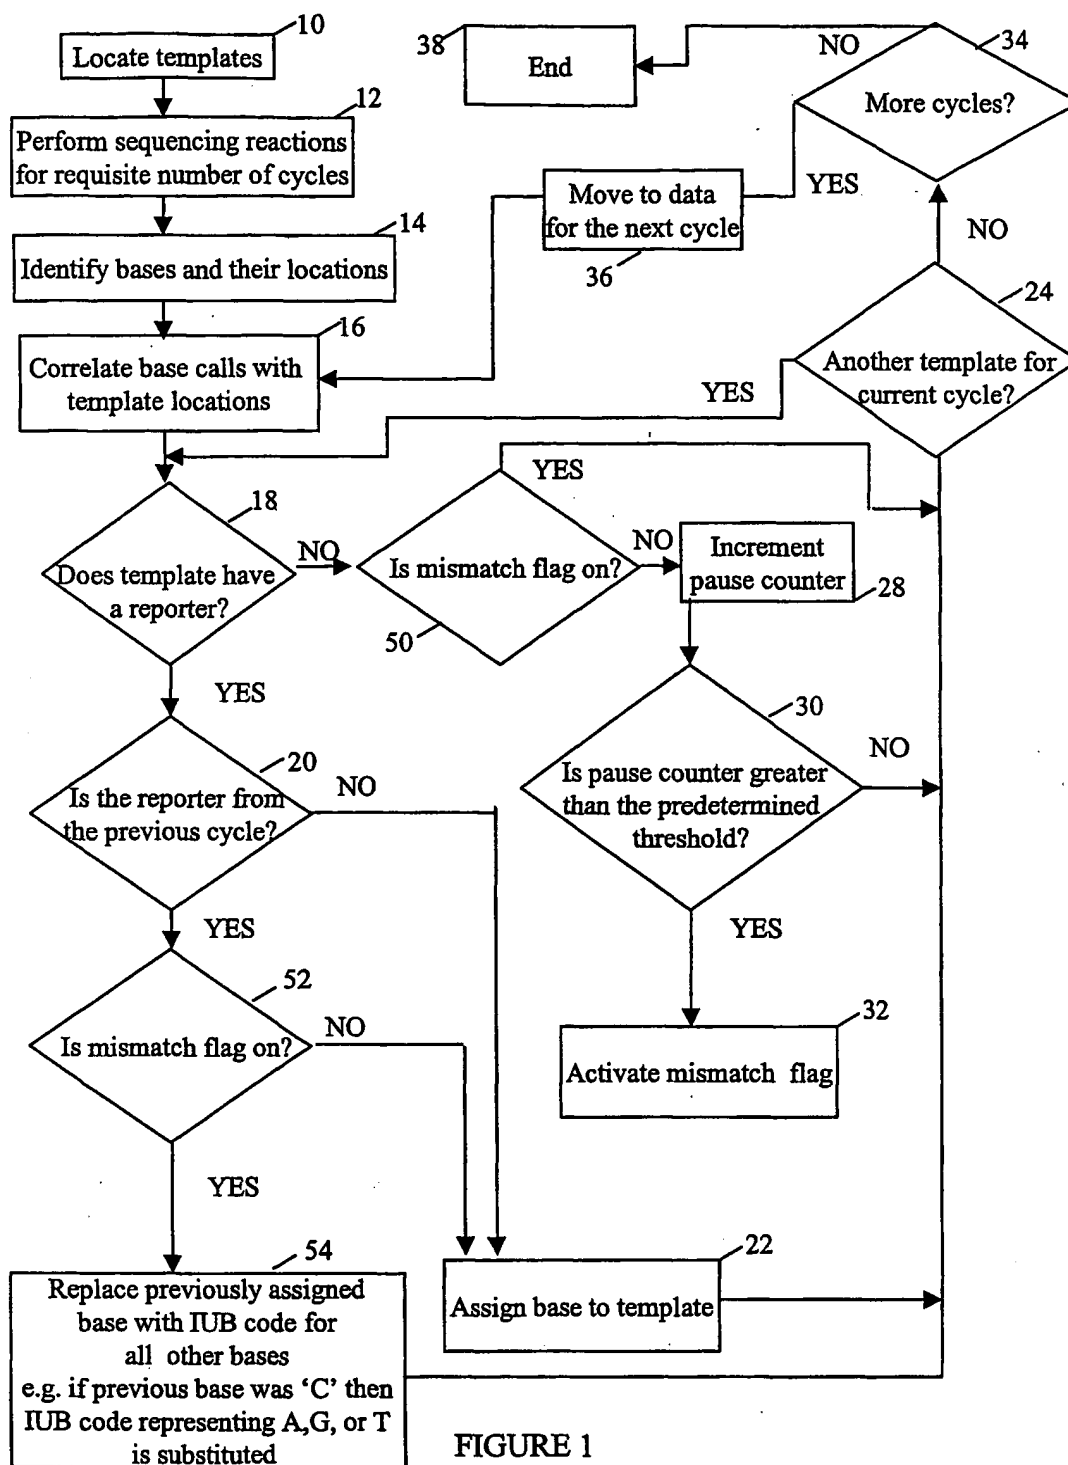 10
Locate templates
12
Perform sequencing reactions
for requisite number of cycles
14
Identify bases and their locations
16
Correlate base calls with
template locations
38
End
NO
34
More cycles?
YES
Move to data
for the next cycle
36
NO
24
Another template for
current cycle?
YES
18
Does template have
a reporter?
NO
YES
Is mismatch flag on?
50
NO
Increment
pause counter
28
YES
30
Is pause counter greater
than the predetermined
threshold?
NO
YES
32
Activate mismatch flag
20
Is the reporter from
the previous cycle?
NO
YES
52
Is mismatch flag on?
NO
YES
54
Replace previously assigned
base with IUB code for
all other bases
e.g. if previous base was ‘C’ then
IUB code representing A,G, or T
is substituted
22
Assign base to template
FIGURE 1